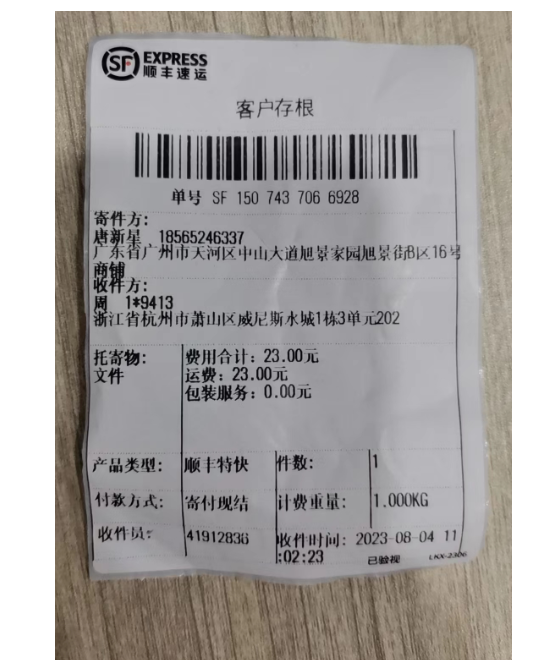 SF EXPRESS
顺丰速运
客户存根
单号 SF 150 743 706 6928
寄件方:
唐新星 18565246337
广东省广州市天河区中山大道旭景家园旭景街B区16号
商铺
收件方:
周 1*9413
浙江省杭州市萧山区威尼斯水城1栋3单元202
托寄物: 费用合计: 23.00元
文件 运费: 23.00元
包装服务: 0.00元
产品类型: 顺丰特快 件数: 1
付款方式: 寄付现结 计费重量: 1.000KG
收件员: 41912836 收件时间: 2023-08-04 11
:02:23 已验视 LKX-2306